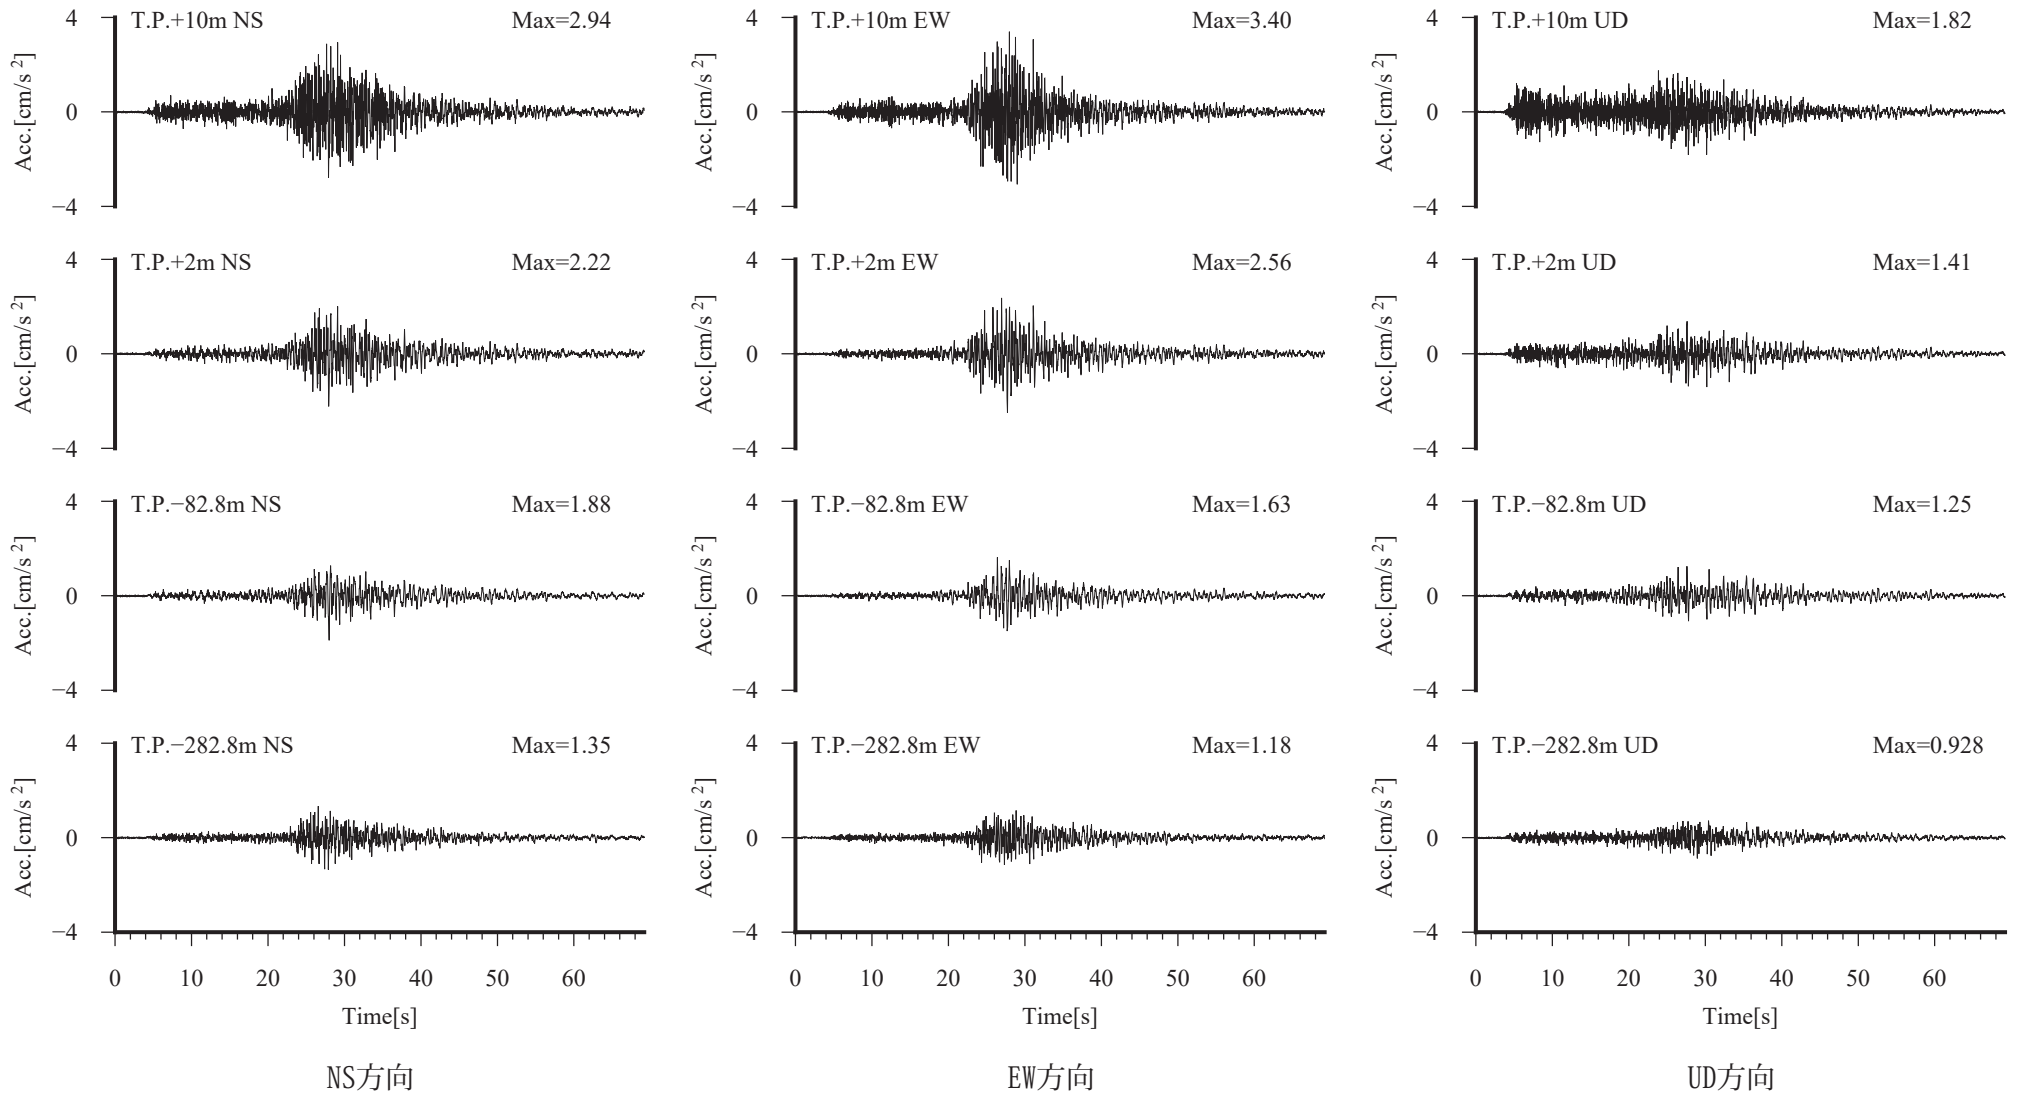 T.P.+10m NS
Max=2.94
4
0
−4
Acc.[cm/s²]
T.P.+2m NS
Max=2.22
4
0
−4
Acc.[cm/s²]
T.P.−82.8m NS
Max=1.88
4
0
−4
Acc.[cm/s²]
T.P.−282.8m NS
Max=1.35
4
0
−4
Acc.[cm/s²]
0 10 20 30 40 50 60
Time[s]
NS方向
T.P.+10m EW
Max=3.40
4
0
−4
Acc.[cm/s²]
T.P.+2m EW
Max=2.56
4
0
−4
Acc.[cm/s²]
T.P.−82.8m EW
Max=1.63
4
0
−4
Acc.[cm/s²]
T.P.−282.8m EW
Max=1.18
4
0
−4
Acc.[cm/s²]
0 10 20 30 40 50 60
Time[s]
EW方向
T.P.+10m UD
Max=1.82
4
0
−4
Acc.[cm/s²]
T.P.+2m UD
Max=1.41
4
0
−4
Acc.[cm/s²]
T.P.−82.8m UD
Max=1.25
4
0
−4
Acc.[cm/s²]
T.P.−282.8m UD
Max=0.928
4
0
−4
Acc.[cm/s²]
0 10 20 30 40 50 60
Time[s]
UD方向